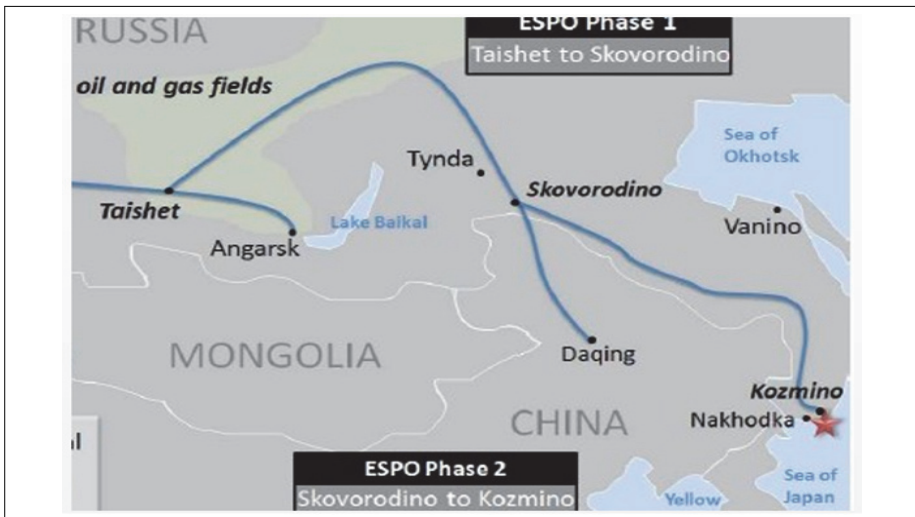 RUSSIA
ESPO Phase 1
Taishet to Skovorodino
oil and gas fields
Sea of
Okhotsk
Tynda
Skovorodino
Taishet
Lake Baikal
Vanino
Angarsk
MONGOLIA
Daqing
Kozmino
CHINA
Nakhodka
ESPO Phase 2
Skovorodino to Kozmino
Sea of
Japan
Yellow